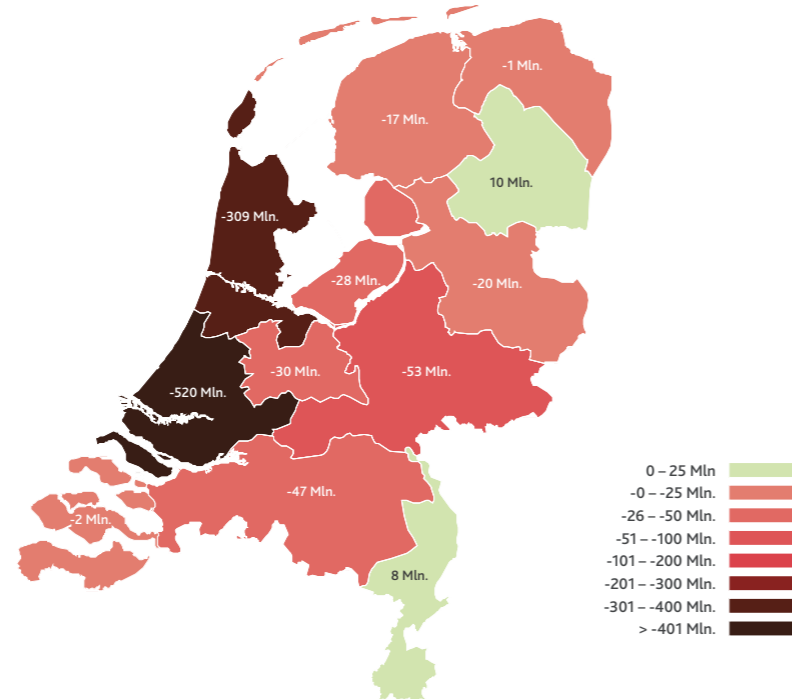 -1 Mln.
-17 Mln.
10 Mln.
-309 Mln.
-28 Mln.
-20 Mln.
-30 Mln.
-53 Mln.
-520 Mln.
-47 Mln.
-2 Mln.
8 Mln.
0 – 25 Mln
-0 – -25 Mln.
-26 – -50 Mln.
-51 – -100 Mln.
-101 – -200 Mln.
-201 – -300 Mln.
-301 – -400 Mln.
> -401 Mln.